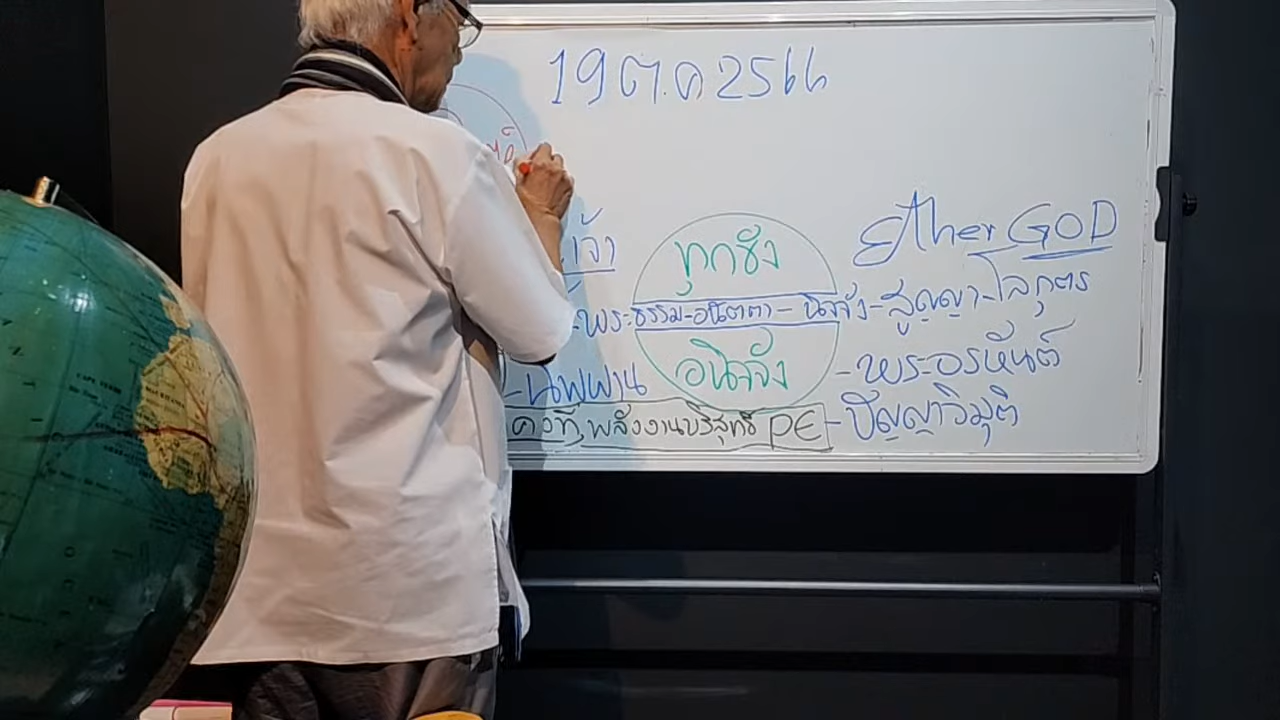 19 ต.ค 2566
ทุกขัง
Ether GOD
พระธรรม-อนัตตา-นิจจัง-สูญญา-โลกุตร
-นิพพาน อนิจจัง -พระอรหันต์
คงที่ พลังงานบริสุทธิ์ PE -ปัญญาวิมุติ